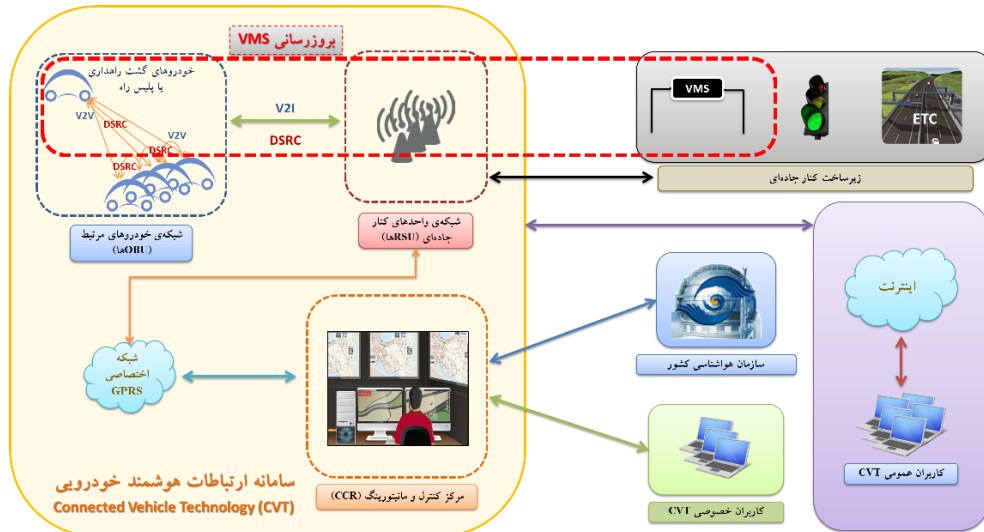 بروزرسانی VMS
خودروهای گشت راهداری
یا پلیس راه
V2V
DSRC
V2V
DSRC
DSRC
V2I
DSRC
VMS
ETC
زیرساخت کنار جاده‌ای
شبکه‌ی خودروهای مرتبط
(OBUها)
شبکه‌ی واحدهای کنار
جاده‌ای (RSUها)
اینترنت
سازمان هواشناسی کشور
شبکه
اختصاصی
GPRS
کاربران عمومی CVT
مرکز کنترل و مانیتورینگ (CCR)
کاربران خصوصی CVT
سامانه ارتباطات هوشمند خودرویی
Connected Vehicle Technology (CVT)